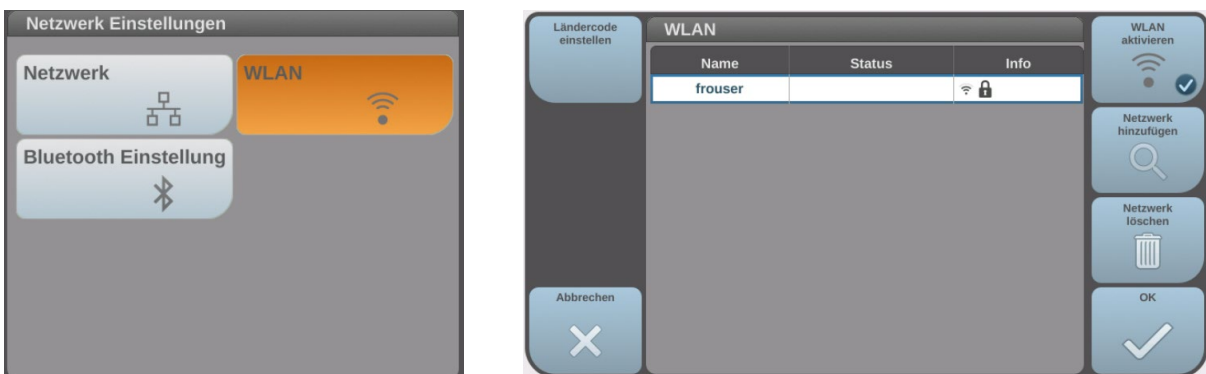 Netzwerk Einstellungen
Netzwerk
WLAN
Bluetooth Einstellung
Ländercode
einstellen
WLAN
Name Status Info
frouser
WLAN
aktivieren
Netzwerk
hinzufügen
Netzwerk
löschen
Abbrechen
OK